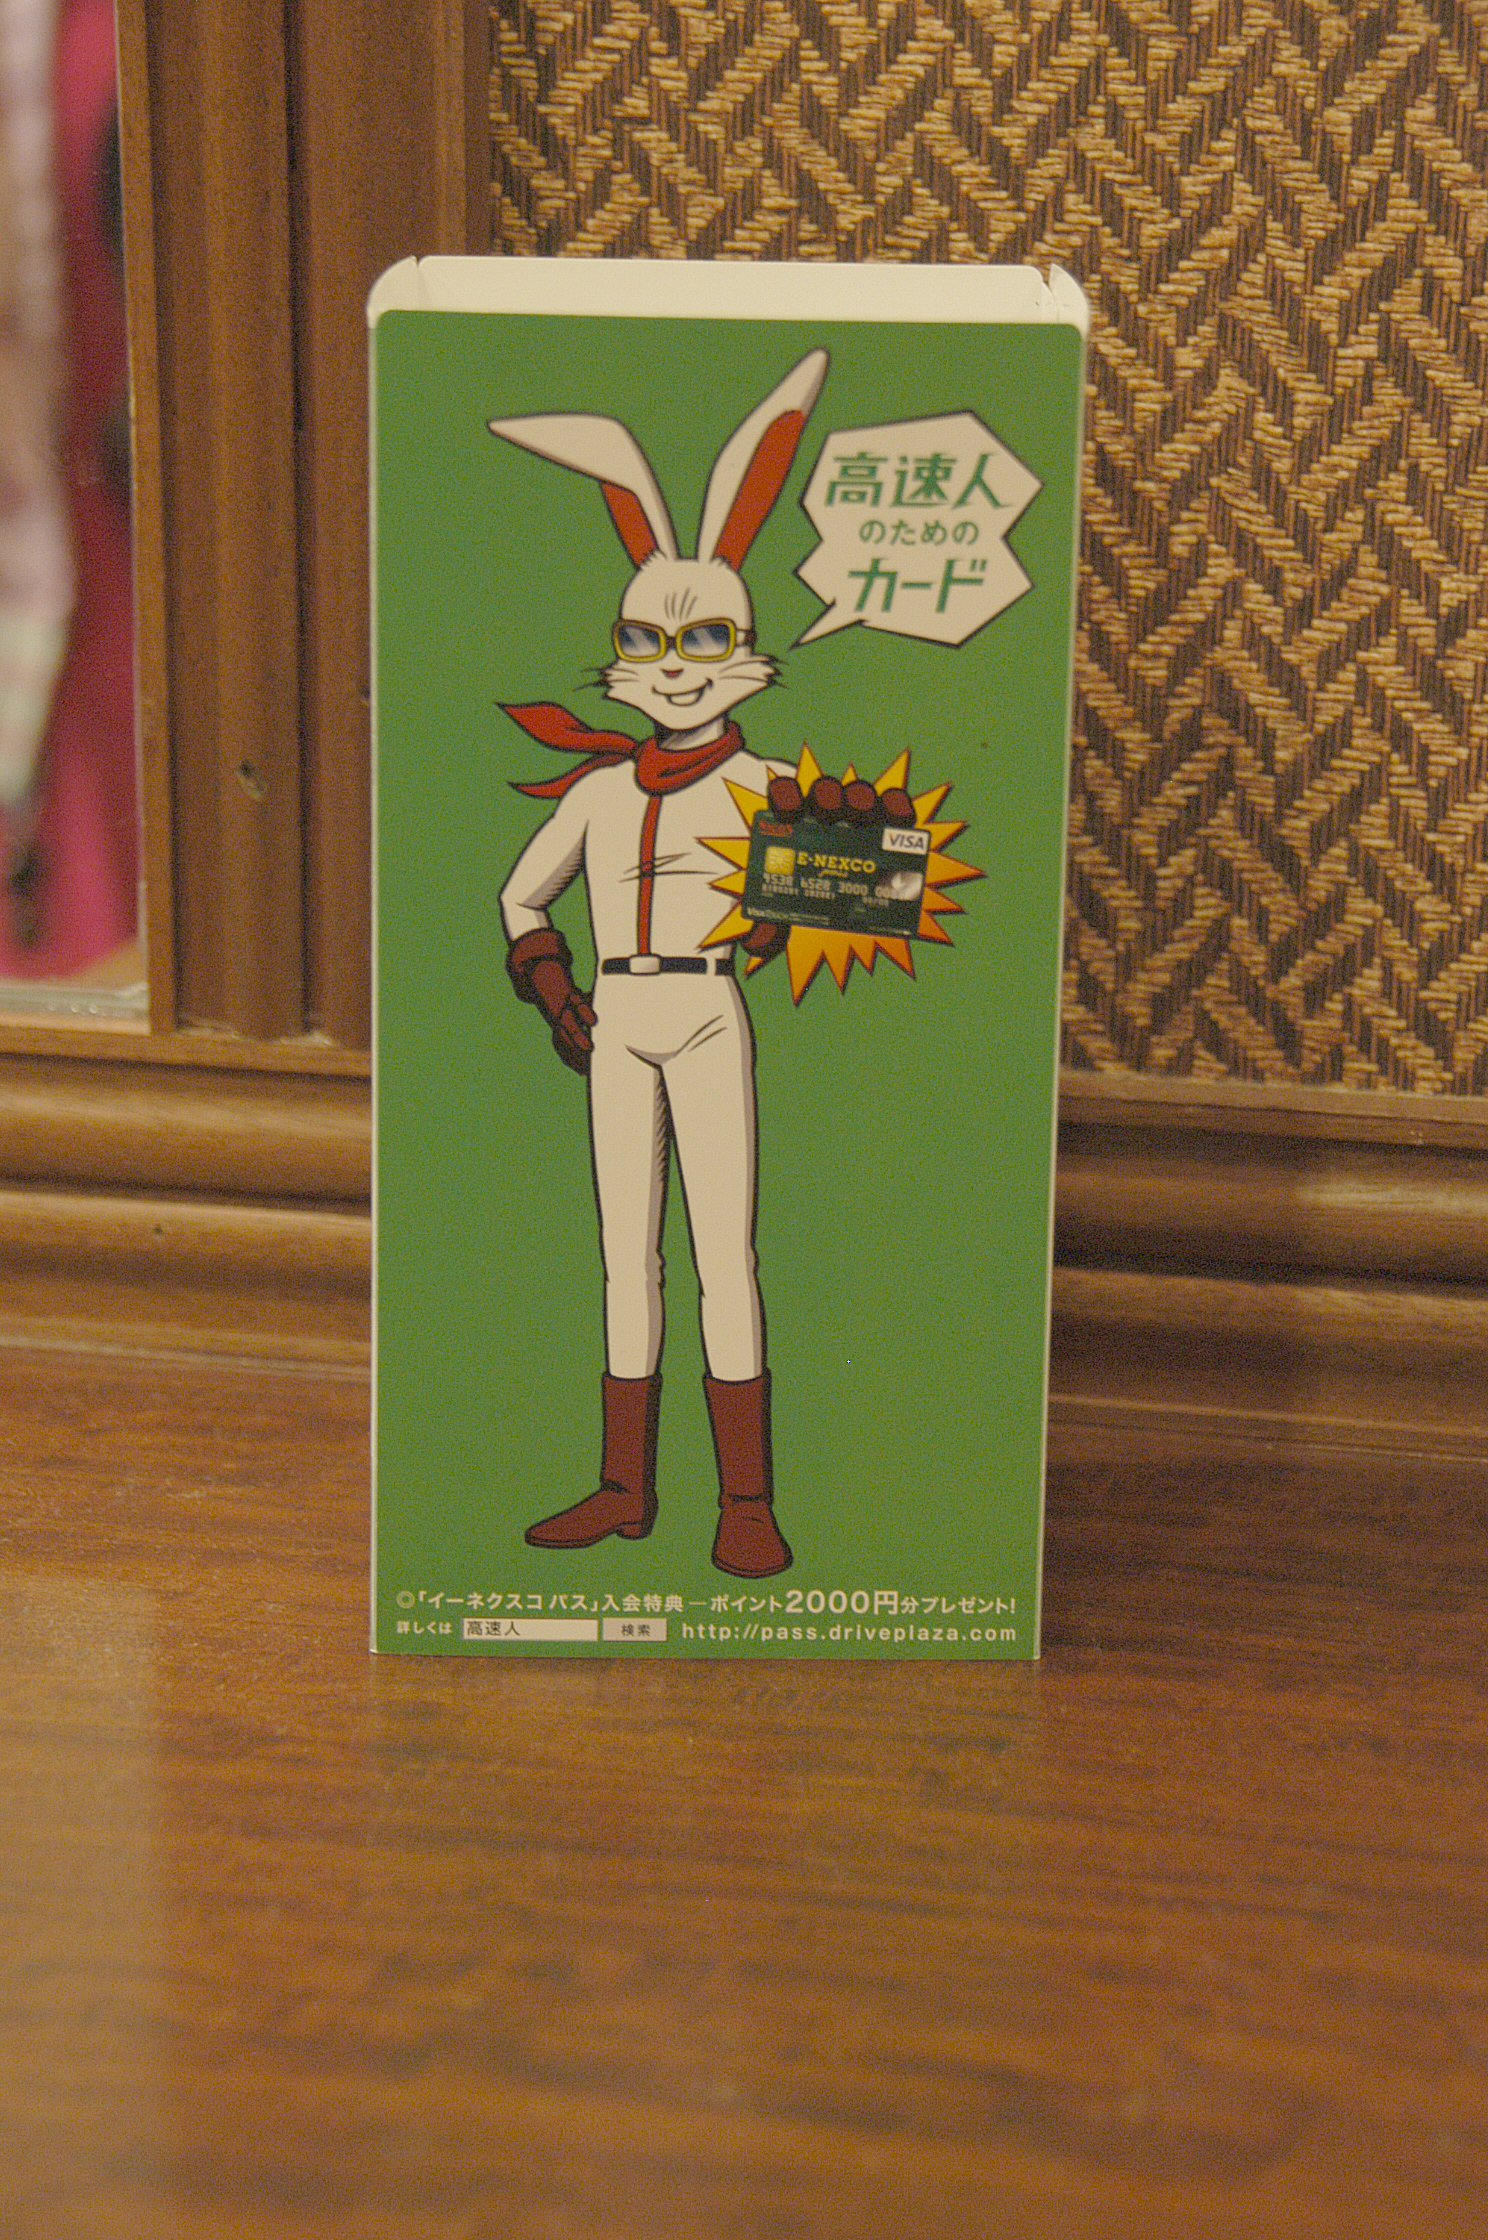 高速人
のための
カード
VISA
E-NEXCO
pass
3000
◎「イーネクスコ パス」入会特典―ポイント2000円分プレゼント!
詳しくは 高速人 検索 http://pass.driveplaza.com